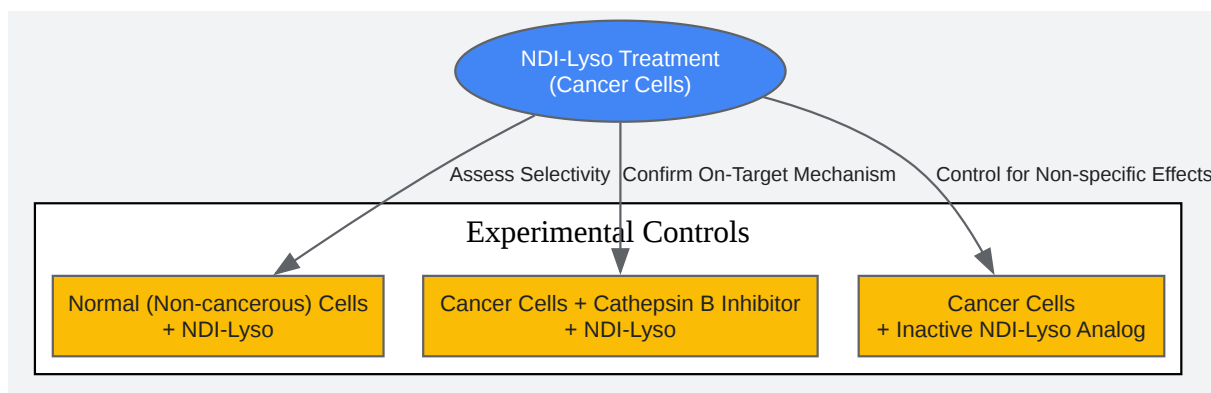 NDI-Lyso Treatment
(Cancer Cells)
Assess Selectivity
Confirm On-Target Mechanism
Control for Non-specific Effects
Experimental Controls
Normal (Non-cancerous) Cells
+ NDI-Lyso
Cancer Cells + Cathepsin B Inhibitor
+ NDI-Lyso
Cancer Cells
+ Inactive NDI-Lyso Analog